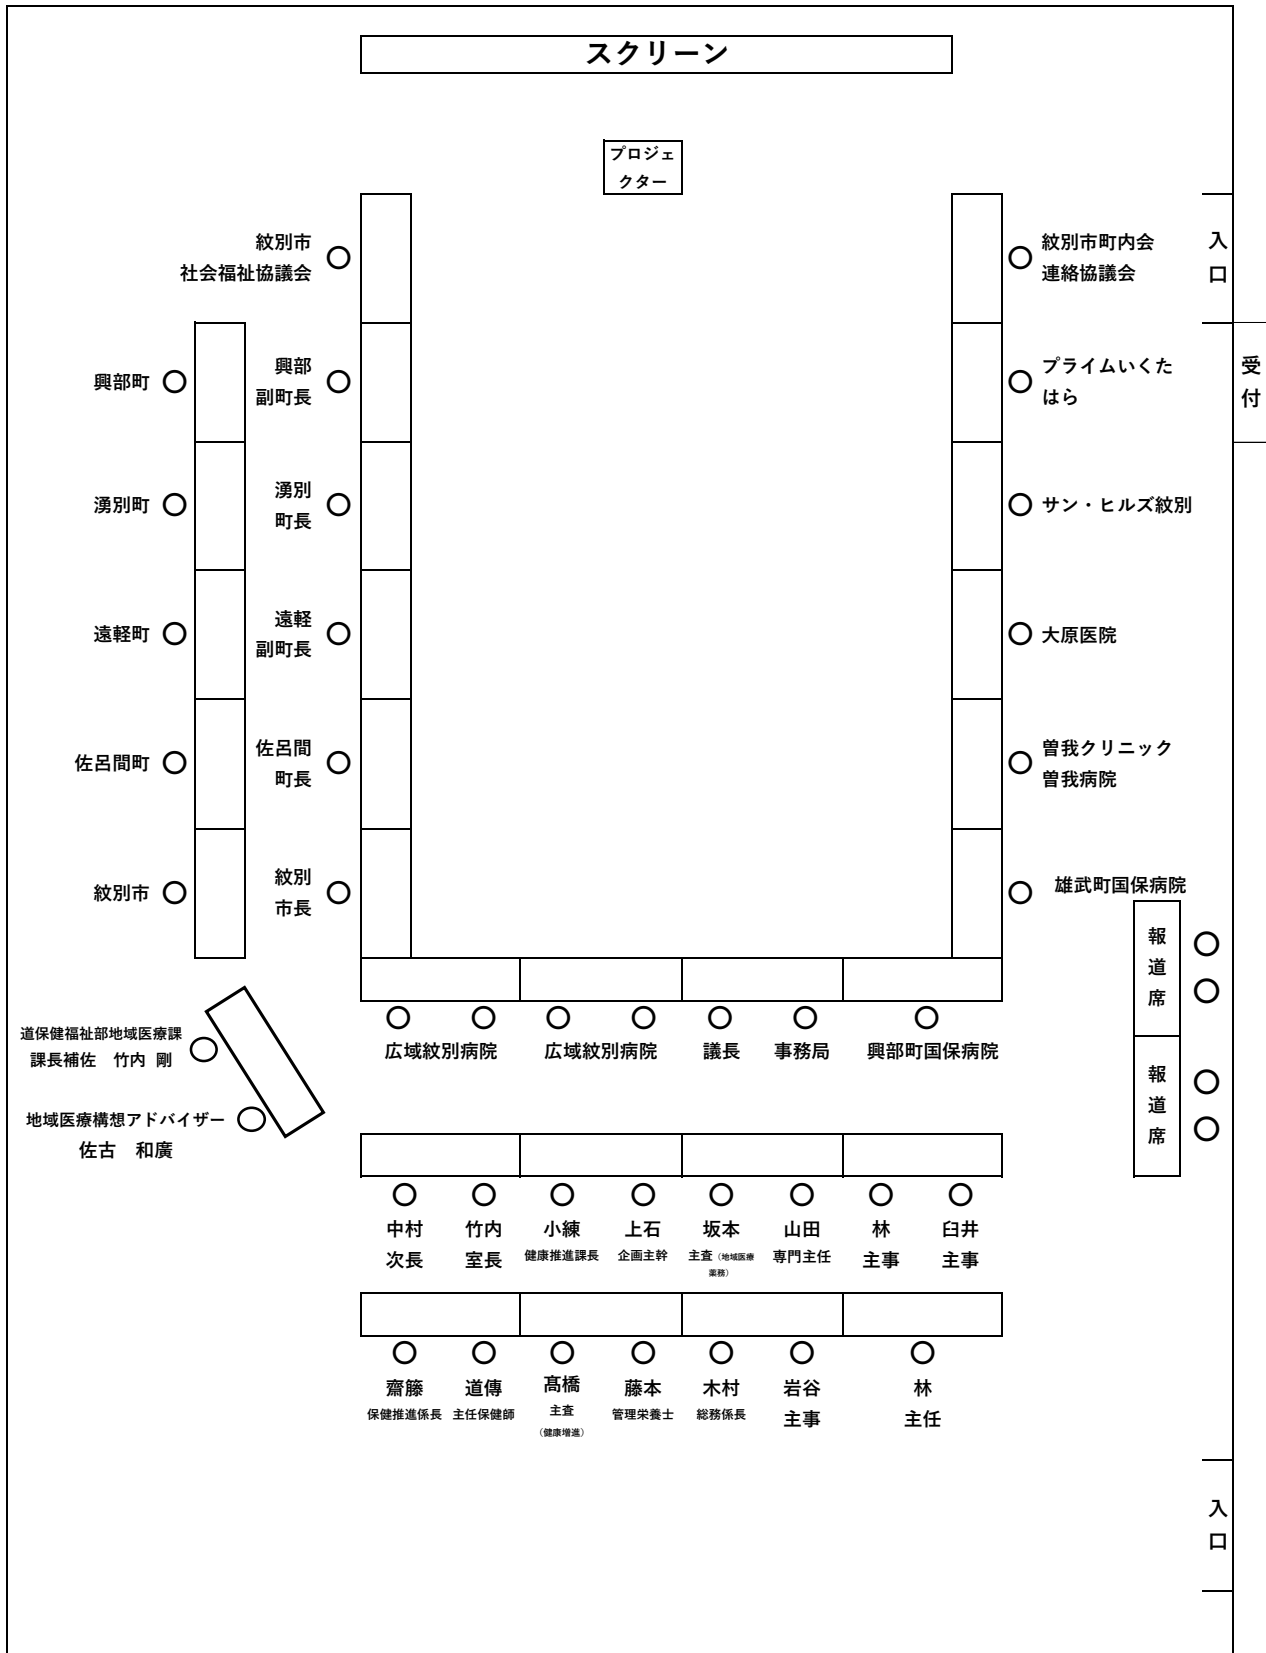 スクリーン
プロジェ
クター
紋別市
社会福祉協議会
紋別市町内会
連絡協議会
入
口
興部町
興部
副町長
プライムいくた
はら
受
付
湧別町
湧別
町長
サン・ヒルズ紋別
遠軽町
遠軽
副町長
大原医院
佐呂間町
佐呂間
町長
曽我クリニック
曽我病院
紋別市
紋別
市長
雄武町国保病院
報
道
席
道保健福祉部地域医療課
課長補佐　竹内 剛
広域紋別病院
広域紋別病院
議長
事務局
興部町国保病院
報
道
席
地域医療構想アドバイザー
佐古　和廣
中村
次長
竹内
室長
小練
健康推進課長
上石
企画主幹
坂本
主査（地域医療
薬務）
山田
専門主任
林
主事
臼井
主事
齋籐
保健推進係長
道傳
主任保健師
髙橋
主査
（健康増進）
藤本
管理栄養士
木村
総務係長
岩谷
主事
林
主任
入
口